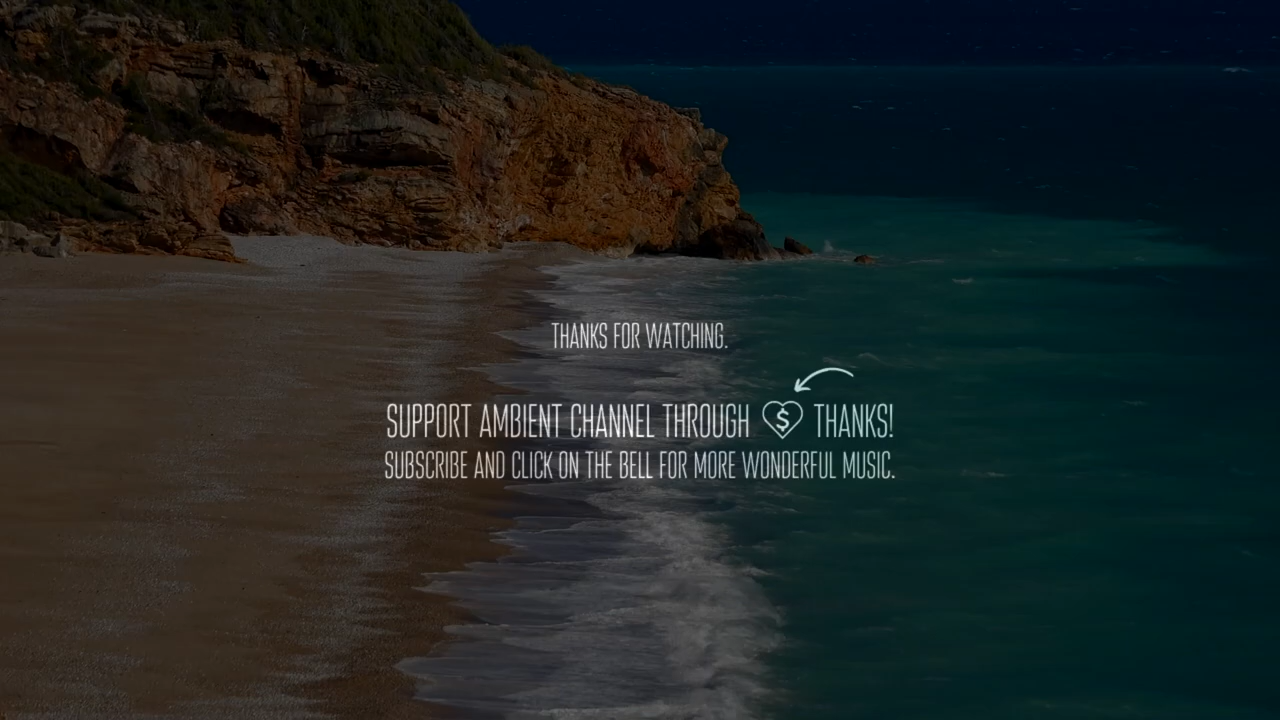 THANKS FOR WATCHING.
SUPPORT AMBIENT CHANNEL THROUGH $ THANKS!
SUBSCRIBE AND CLICK ON THE BELL FOR MORE WONDERFUL MUSIC.